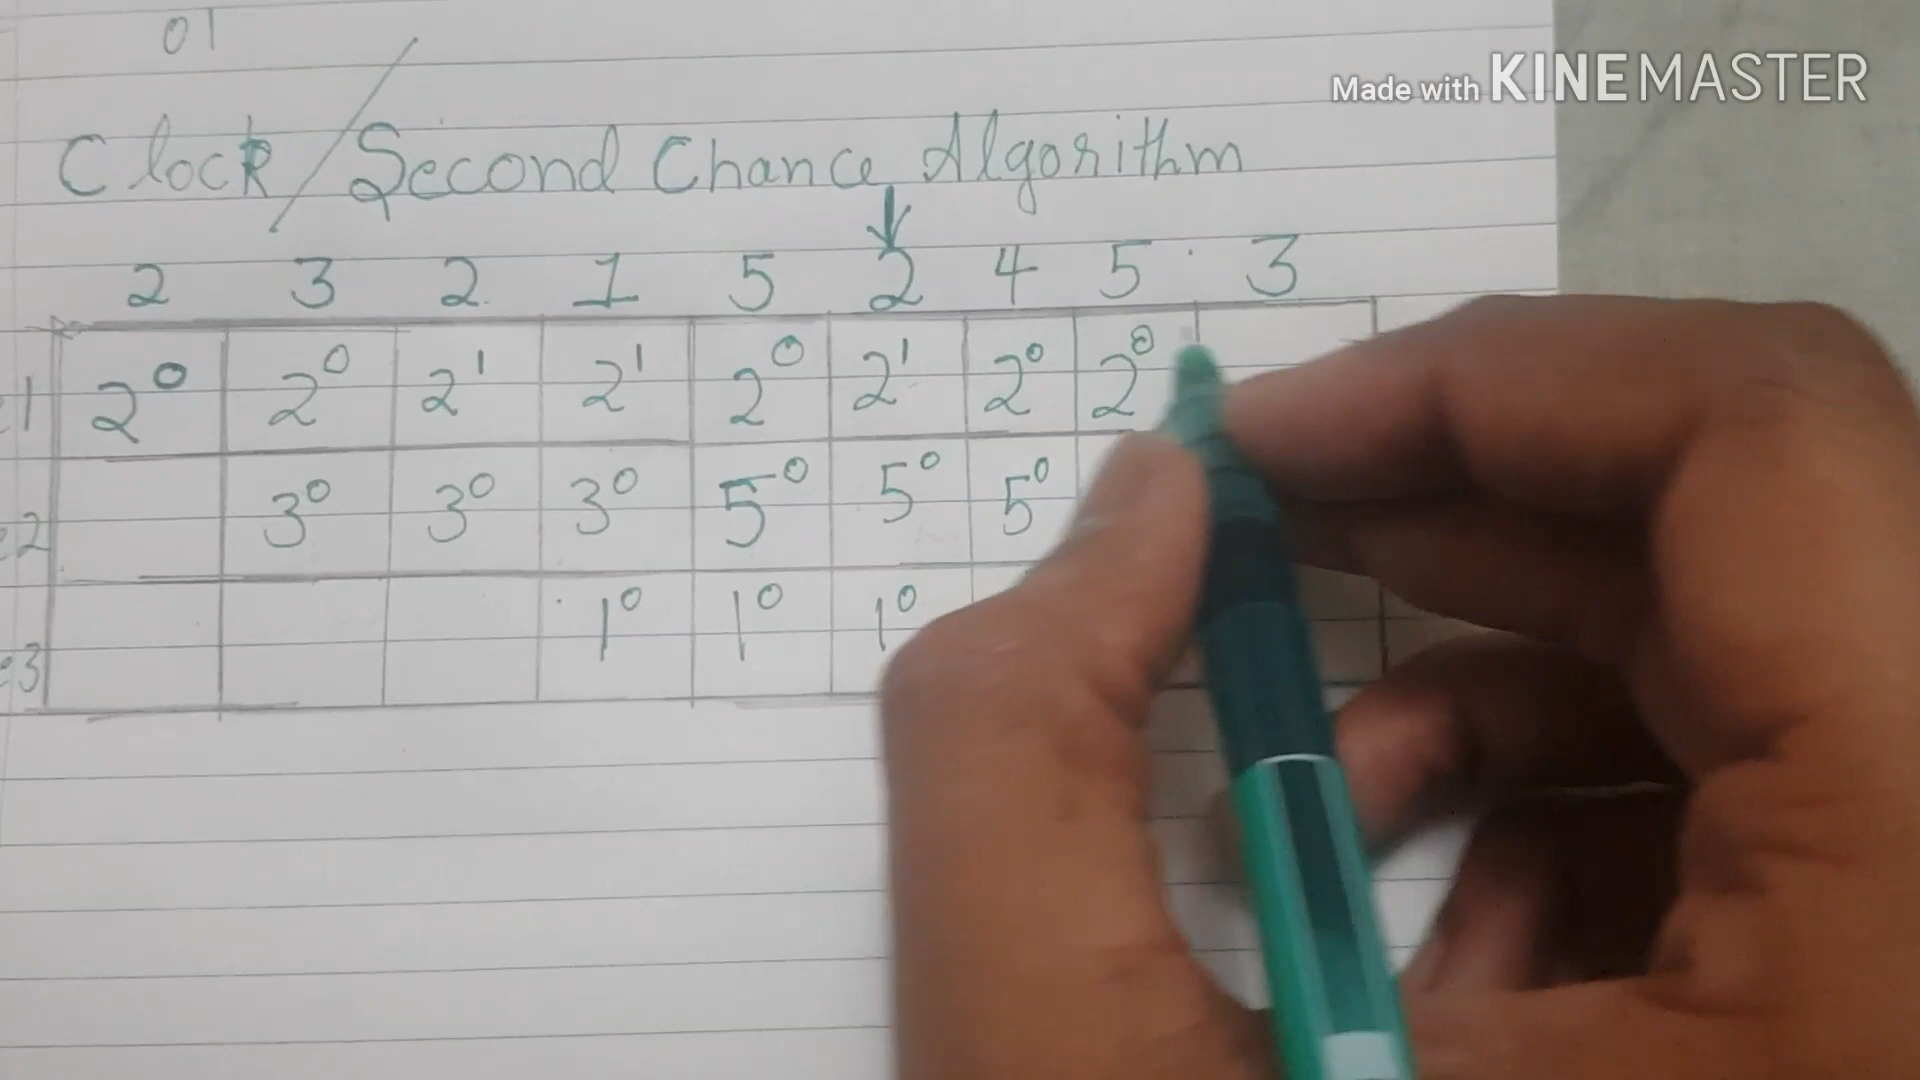 01
Made with KINEMASTER
Clock/Second Chance Algorithm
2 3 2 1 5 2 4 5 3
1 2⁰ 2⁰ 2¹ 2¹ 2⁰ 2¹ 2⁰ 2⁰
2 3⁰ 3⁰ 3⁰ 5⁰ 5⁰ 5⁰
3 1⁰ 1⁰ 1⁰